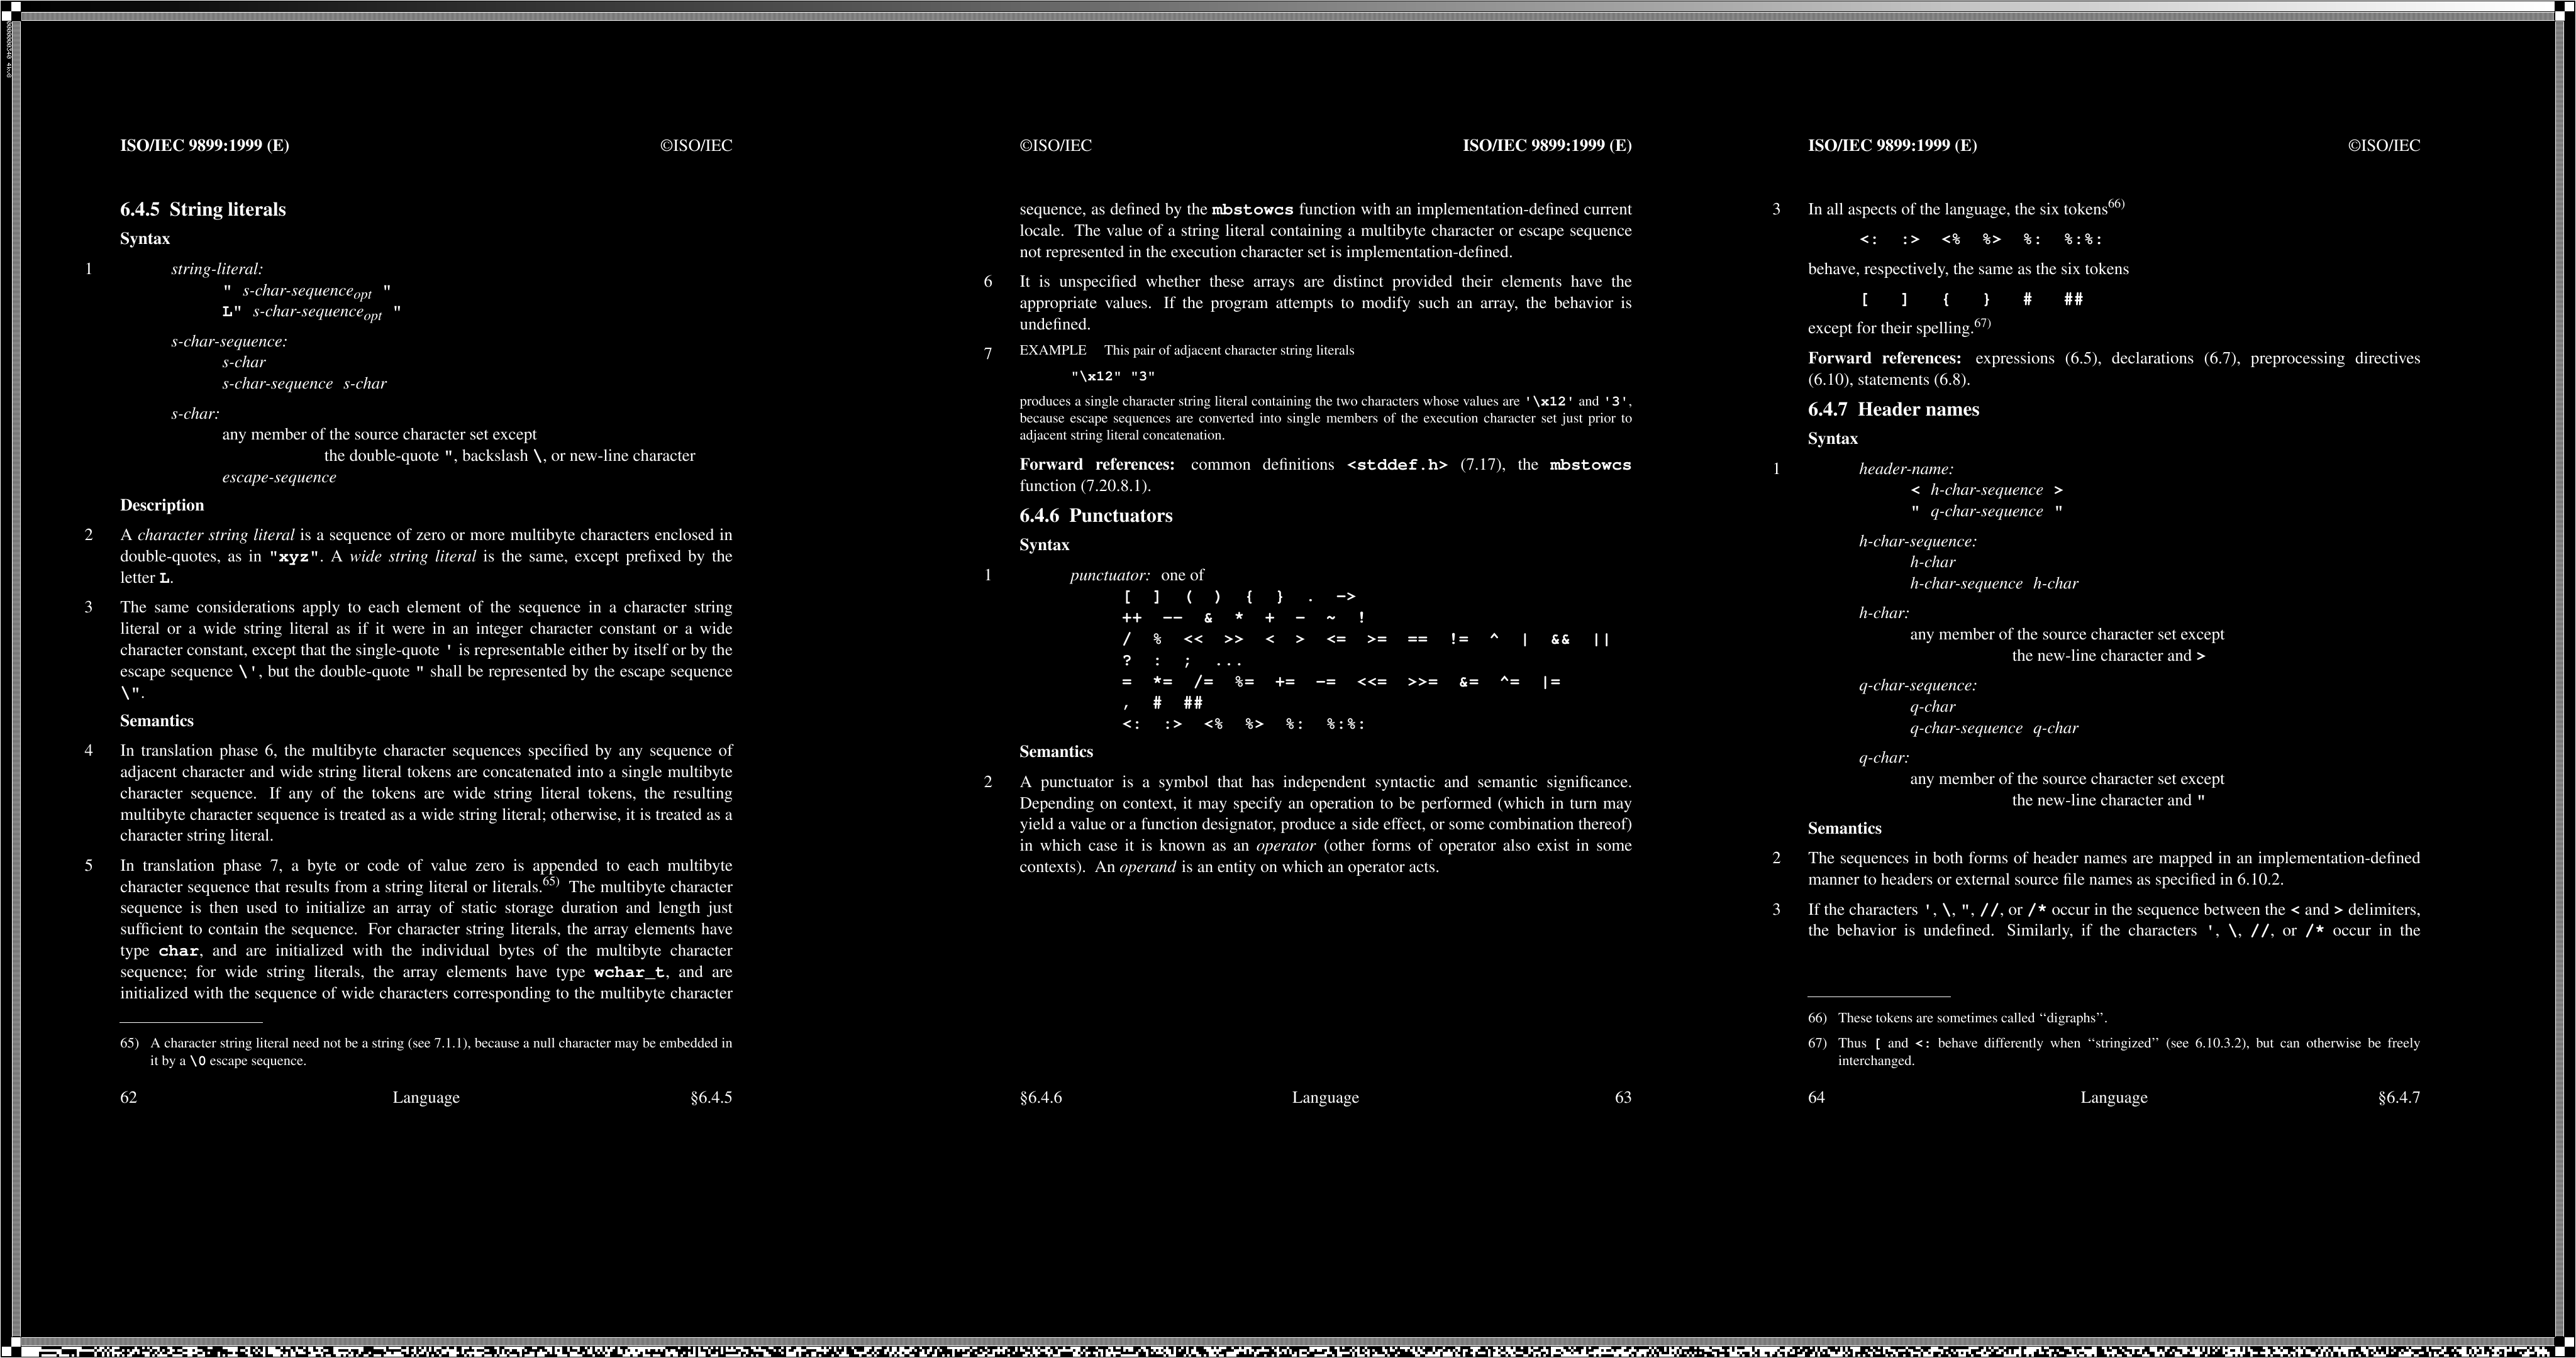 ISO/IEC 9899:1999 (E) ©ISO/IEC
6.4.5 String literals
Syntax
1 string-literal:
" s-char-sequenceopt "
L" s-char-sequenceopt "
s-char-sequence:
s-char
s-char-sequence s-char
s-char:
any member of the source character set except
the double-quote ", backslash \, or new-line character
escape-sequence
Description
2 A character string literal is a sequence of zero or more multibyte characters enclosed in
double-quotes, as in "xyz". A wide string literal is the same, except prefixed by the
letter L.
3 The same considerations apply to each element of the sequence in a character string
literal or a wide string literal as if it were in an integer character constant or a wide
character constant, except that the single-quote ' is representable either by itself or by the
escape sequence \', but the double-quote " shall be represented by the escape sequence
\".
Semantics
4 In translation phase 6, the multibyte character sequences specified by any sequence of
adjacent character and wide string literal tokens are concatenated into a single multibyte
character sequence. If any of the tokens are wide string literal tokens, the resulting
multibyte character sequence is treated as a wide string literal; otherwise, it is treated as a
character string literal.
5 In translation phase 7, a byte or code of value zero is appended to each multibyte
character sequence that results from a string literal or literals.65) The multibyte character
sequence is then used to initialize an array of static storage duration and length just
sufficient to contain the sequence. For character string literals, the array elements have
type char, and are initialized with the individual bytes of the multibyte character
sequence; for wide string literals, the array elements have type wchar_t, and are
initialized with the sequence of wide characters corresponding to the multibyte character
65) A character string literal need not be a string (see 7.1.1), because a null character may be embedded in
it by a \0 escape sequence.
62 Language §6.4.5
©ISO/IEC ISO/IEC 9899:1999 (E)
sequence, as defined by the mbstowcs function with an implementation-defined current
locale. The value of a string literal containing a multibyte character or escape sequence
not represented in the execution character set is implementation-defined.
6 It is unspecified whether these arrays are distinct provided their elements have the
appropriate values. If the program attempts to modify such an array, the behavior is
undefined.
7 EXAMPLE This pair of adjacent character string literals
"\x12" "3"
produces a single character string literal containing the two characters whose values are '\x12' and '3',
because escape sequences are converted into single members of the execution character set just prior to
adjacent string literal concatenation.
Forward references: common definitions <stddef.h> (7.17), the mbstowcs
function (7.20.8.1).
6.4.6 Punctuators
Syntax
1 punctuator: one of
[ ] ( ) { } . ->
++ -- & * + - ~ !
/ % << >> < > <= >= == != ^ | && ||
? : ; ...
= *= /= %= += -= <<= >>= &= ^= |=
, # ##
<: :> <% %> %: %:%:
Semantics
2 A punctuator is a symbol that has independent syntactic and semantic significance.
Depending on context, it may specify an operation to be performed (which in turn may
yield a value or a function designator, produce a side effect, or some combination thereof)
in which case it is known as an operator (other forms of operator also exist in some
contexts). An operand is an entity on which an operator acts.
§6.4.6 Language 63
ISO/IEC 9899:1999 (E) ©ISO/IEC
3 In all aspects of the language, the six tokens66)
<: :> <% %> %: %:%:
behave, respectively, the same as the six tokens
[ ] { } # ##
except for their spelling.67)
Forward references: expressions (6.5), declarations (6.7), preprocessing directives
(6.10), statements (6.8).
6.4.7 Header names
Syntax
1 header-name:
< h-char-sequence >
" q-char-sequence "
h-char-sequence:
h-char
h-char-sequence h-char
h-char:
any member of the source character set except
the new-line character and >
q-char-sequence:
q-char
q-char-sequence q-char
q-char:
any member of the source character set except
the new-line character and "
Semantics
2 The sequences in both forms of header names are mapped in an implementation-defined
manner to headers or external source file names as specified in 6.10.2.
3 If the characters ', \, ", //, or /* occur in the sequence between the < and > delimiters,
the behavior is undefined. Similarly, if the characters ', \, //, or /* occur in the
66) These tokens are sometimes called ‘‘digraphs’’.
67) Thus [ and <: behave differently when ‘‘stringized’’ (see 6.10.3.2), but can otherwise be freely
interchanged.
64 Language §6.4.7